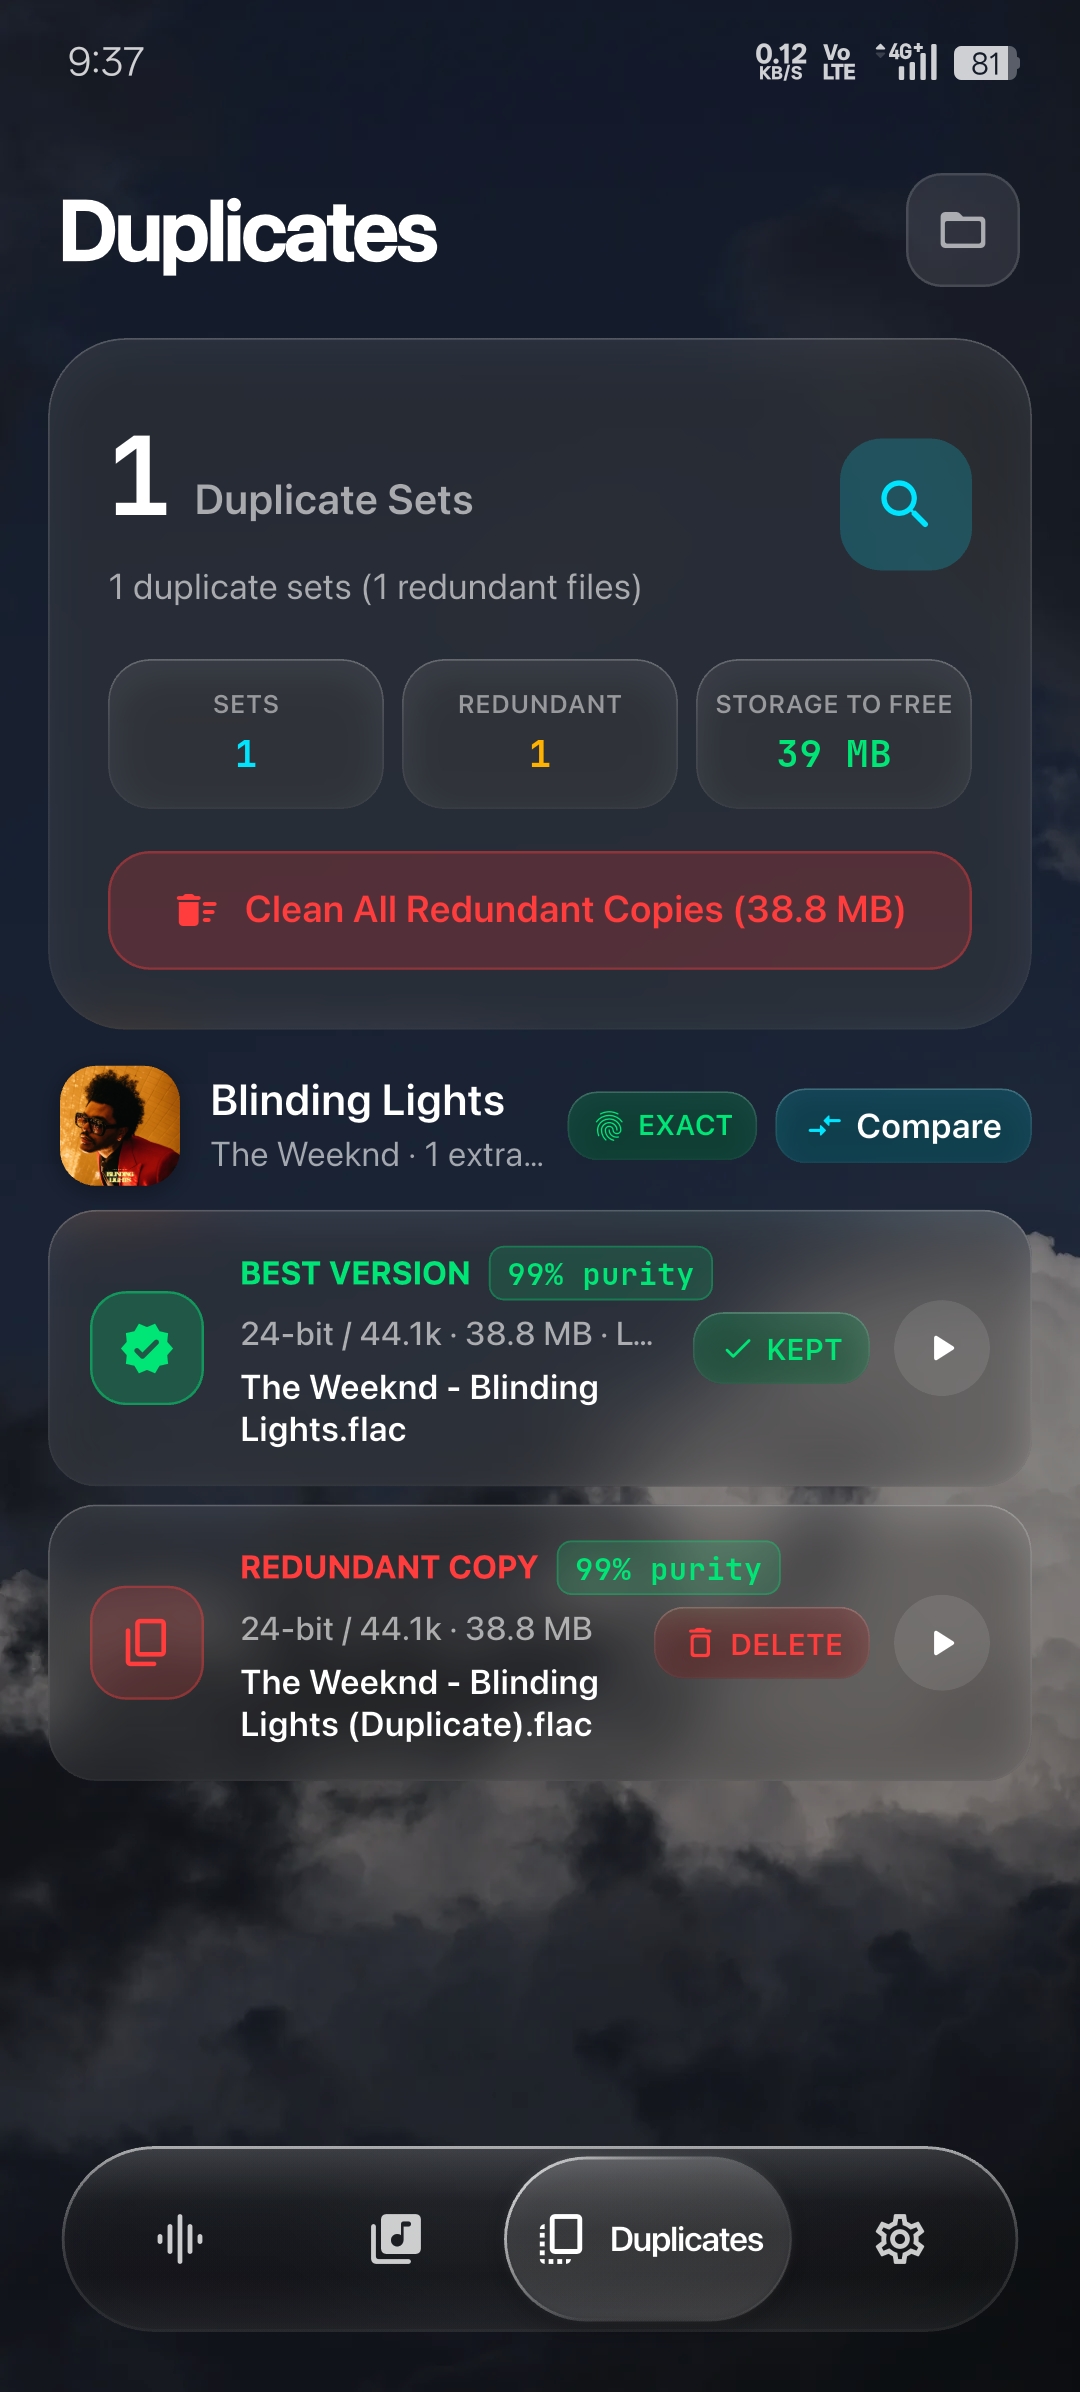 9:37
0.12 KB/S Vo LTE 4G+ 81
Duplicates
1 Duplicate Sets
1 duplicate sets (1 redundant files)
SETS
1
REDUNDANT
1
STORAGE TO FREE
39 MB
Clean All Redundant Copies (38.8 MB)
Blinding Lights
The Weeknd · 1 extra...
EXACT
Compare
BLINDING
LIGHTS
BEST VERSION 99% purity
24-bit / 44.1k · 38.8 MB · L...
The Weeknd - Blinding
Lights.flac
KEPT
REDUNDANT COPY 99% purity
24-bit / 44.1k · 38.8 MB
The Weeknd - Blinding
Lights (Duplicate).flac
DELETE
Duplicates